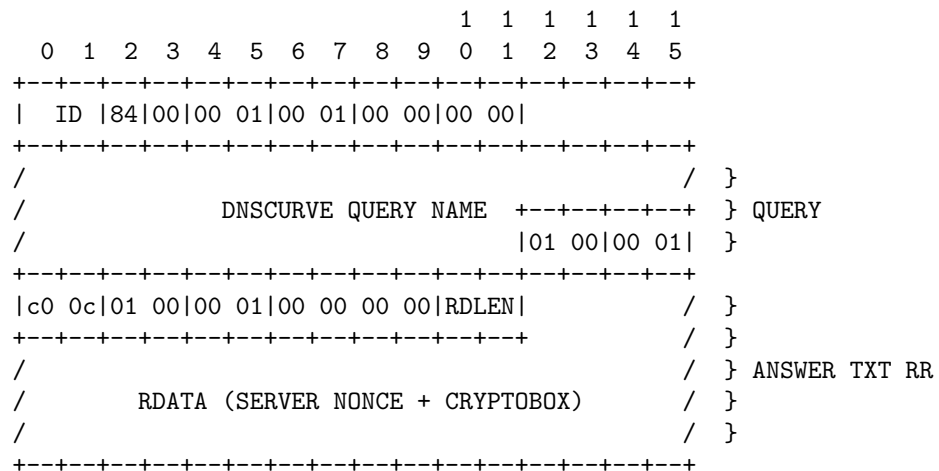 1  1  1  1  1  1
  0  1  2  3  4  5  6  7  8  9  0  1  2  3  4  5
+--+--+--+--+--+--+--+--+--+--+--+--+--+--+--+--+
|  ID |84|00|00 01|00 01|00 00|00 00|
+--+--+--+--+--+--+--+--+--+--+--+--+--+--+--+--+
/                                               /  }
/              DNSCURVE QUERY NAME  +--+--+--+--+  } QUERY
/                                   |01 00|00 01|  }
+--+--+--+--+--+--+--+--+--+--+--+--+--+--+--+--+
|c0 0c|01 00|00 01|00 00 00 00|RDLEN|           /  }
+--+--+--+--+--+--+--+--+--+--+--+--+           /  }
/                                               /  } ANSWER TXT RR
/        RDATA (SERVER NONCE + CRYPTOBOX)       /  }
/                                               /  }
+--+--+--+--+--+--+--+--+--+--+--+--+--+--+--+--+